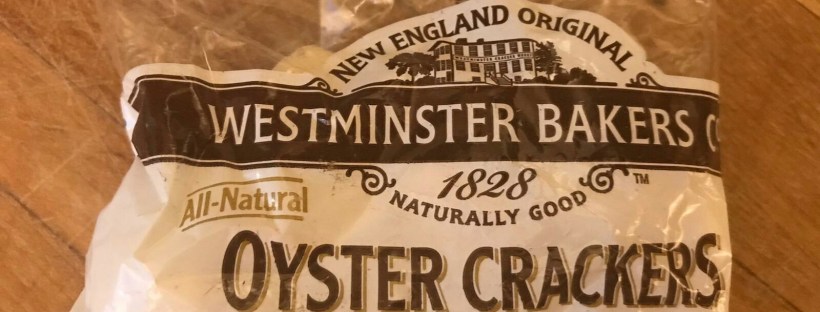 NEW ENGLAND ORIGINAL
WESTMINSTER BAKERS
1828
NATURALLY GOOD
TM
All-Natural
OYSTER CRACKERS